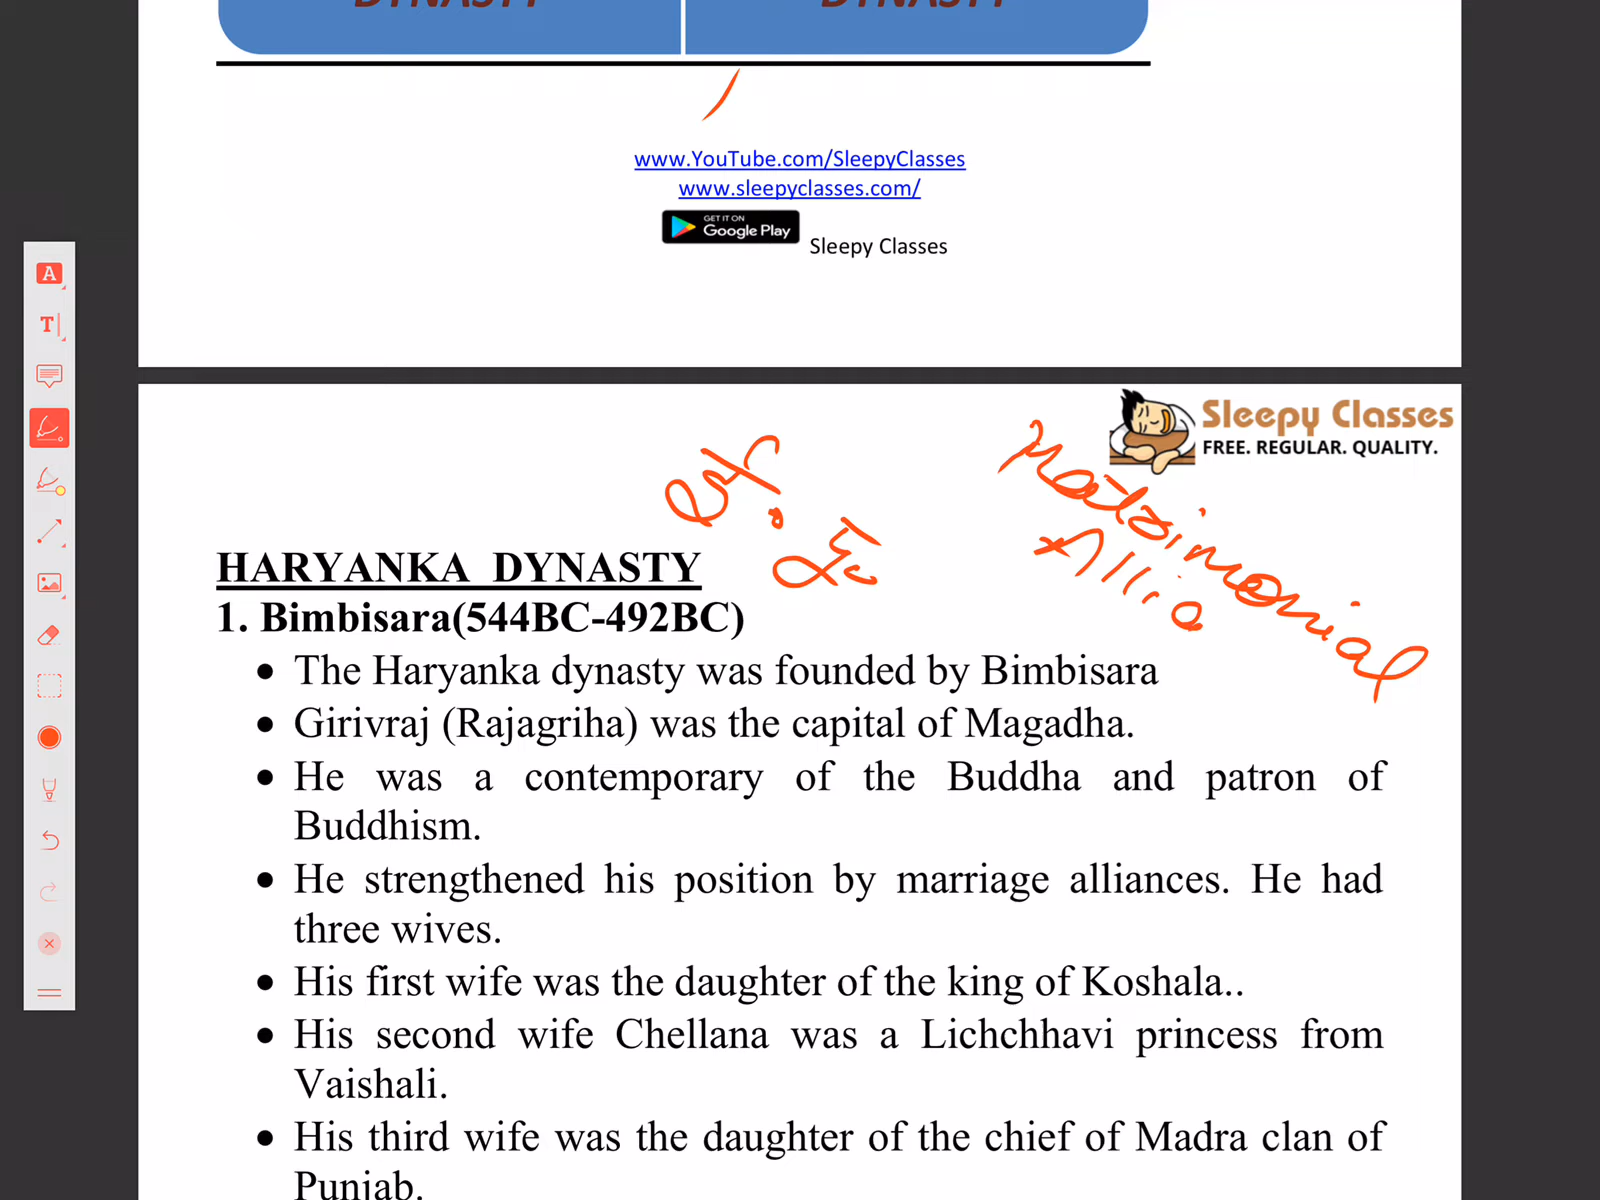 DYNASTY DYNASTY
www.YouTube.com/SleepyClasses
www.sleepyclasses.com/
GET IT ON
Google Play
Sleepy Classes
Sleepy Classes
FREE. REGULAR. QUALITY.
Matrimonial
Allia
HARYANKA DYNASTY
1. Bimbisara(544BC-492BC)
• The Haryanka dynasty was founded by Bimbisara
• Girivraj (Rajagriha) was the capital of Magadha.
• He was a contemporary of the Buddha and patron of
Buddhism.
• He strengthened his position by marriage alliances. He had
three wives.
• His first wife was the daughter of the king of Koshala..
• His second wife Chellana was a Lichchhavi princess from
Vaishali.
• His third wife was the daughter of the chief of Madra clan of
Punjab.